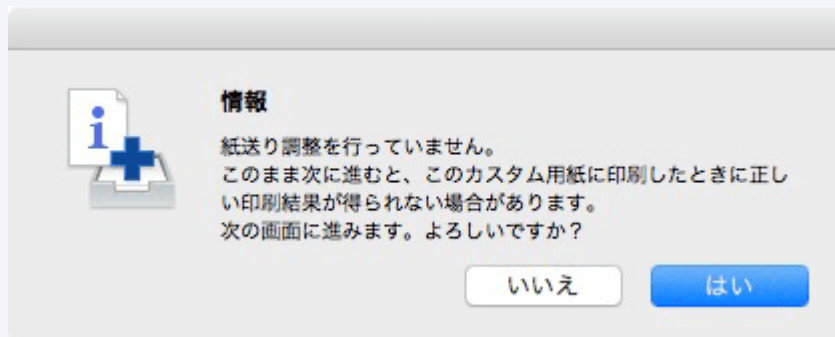 情報
紙送り調整を行っていません。
このまま次に進むと、このカスタム用紙に印刷したときに正し
い印刷結果が得られない場合があります。
次の画面に進みます。よろしいですか？
いいえ
はい